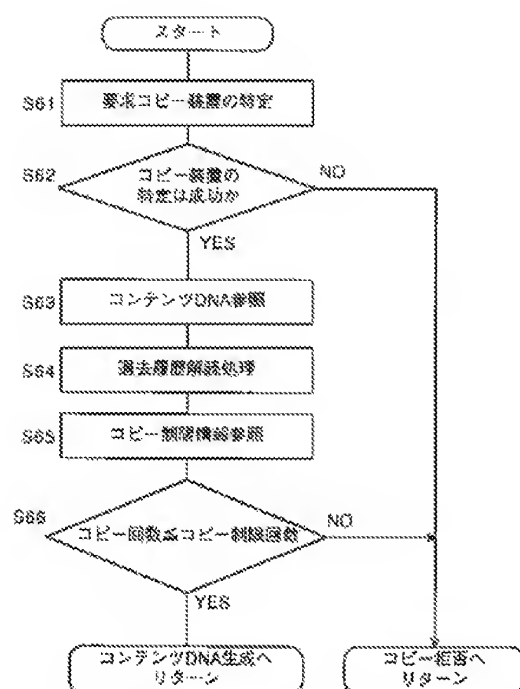 スタート
S61
要求コピー装置の特定
S62
コピー装置の
特定は成功か
NO
YES
S63
コンテンツDNA参照
S64
過去履歴解読処理
S65
コピー制限情報参照
S66
コピー回数≦コピー制限回数
NO
YES
コンテンツDNA生成へ
リターン
コピー拒否へ
リターン